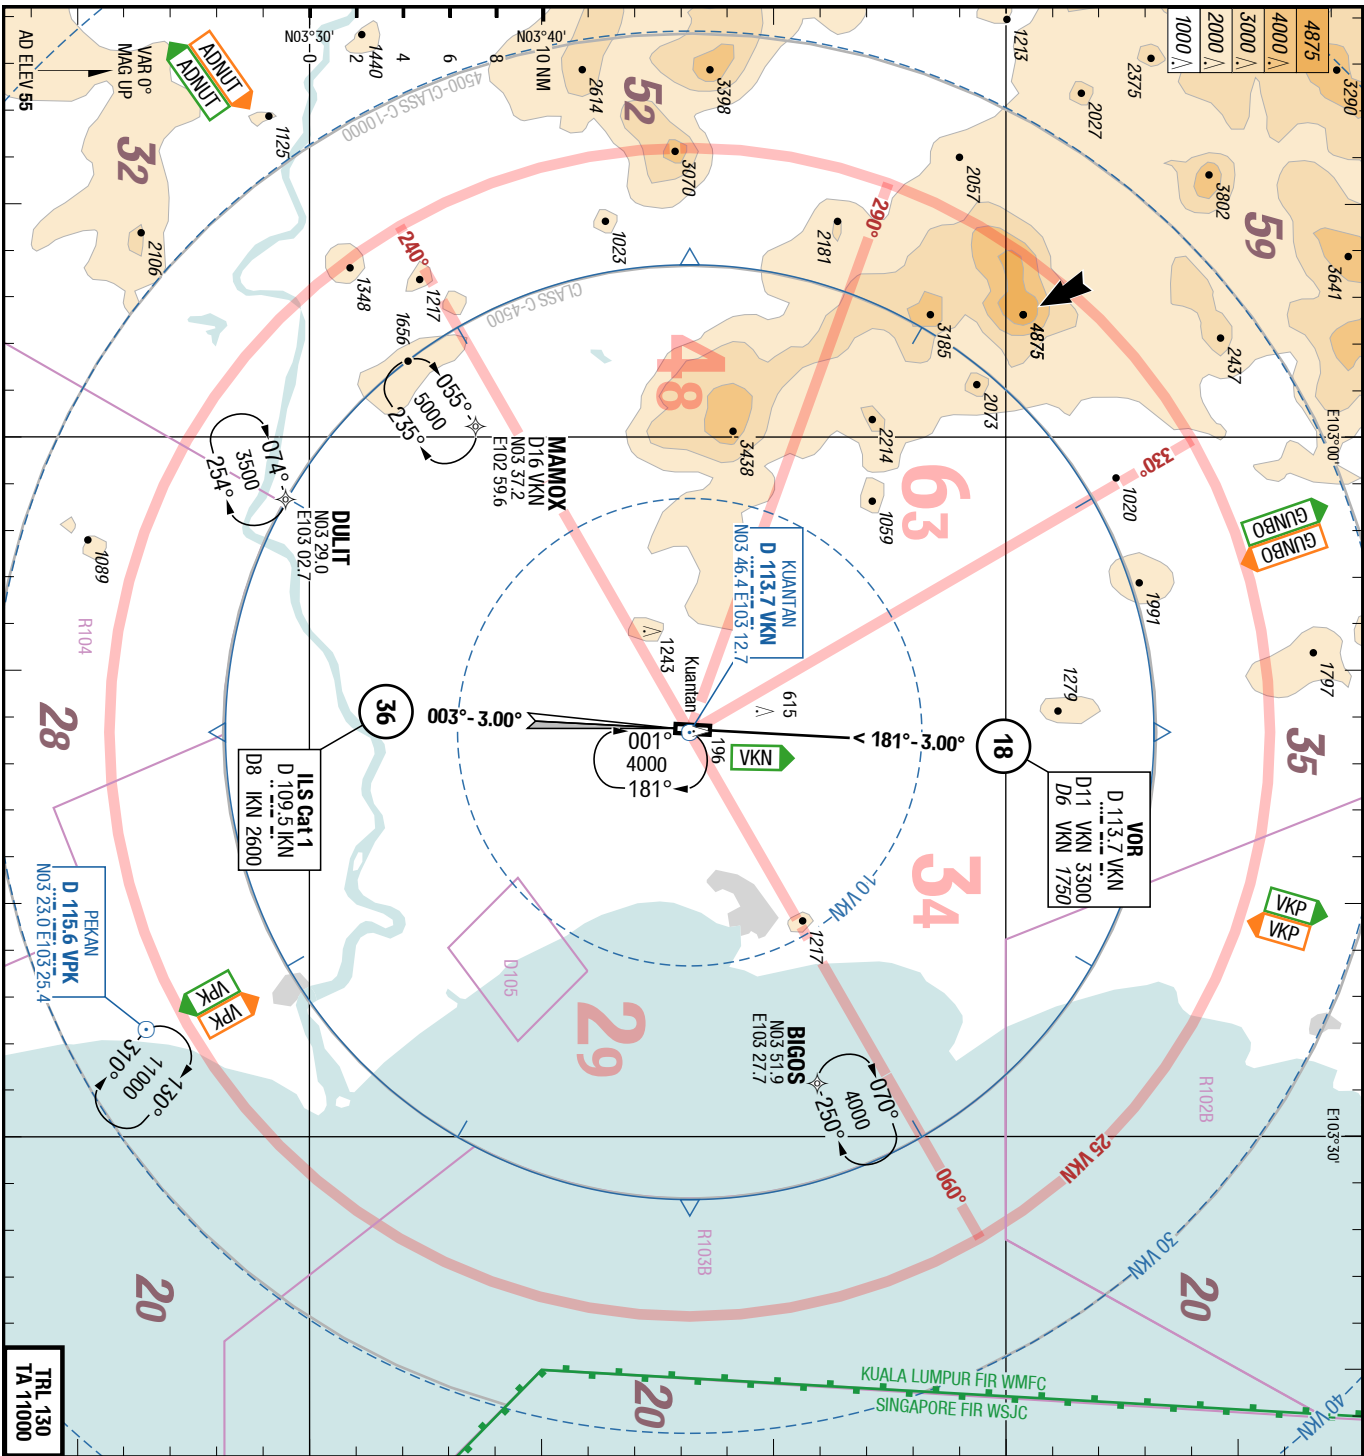 4875
4000
3000
2000
1000
3290
1213
2375
2027
3802
59
3641
2437
2057
4875
3185
2073
2181
2214
1059
3438
48
63
3398
2614
52
3070
1023
1440
N03°30'
N03°40'
0
2
4
6
8
10 NM
4500-CLASS C-10000
CLASS C-4500
ADNUT
ADNUT
VAR 0°
MAG UP
AD ELEV 55
1125
32
2106
1348
1217
1656
240°
290°
330°
060°
25 VKN
055°
5000
235°
MAMOX
D16 VKN
N03 37.2
E102 59.6
074°
3500
254°
DULIT
N03 29.0
E103 02.7
1089
R104
28
E103°00'
1020
1991
GUNBO
GUNBO
1797
1279
35
KUANTAN
D 113.7 VKN
N03 46.4 E103 12.7
Kuantan
1243
615
196
VKN
001°
4000
181°
003°-3.00°
36
ILS Cat 1
D 109.5 IKN
D8 IKN 2600
< 181°-3.00°
18
VOR
D 113.7 VKN
D11 VKN 3300
D6 VKN 1750
VKP
VKP
34
10 VKN
1217
D105
29
BIGOS
N03 51.9
E103 27.7
070°
4000
250°
PEKAN
D 115.6 VPK
N03 23.0 E103 25.4
VPK
VPK
130°
11000
310°
R102B
E103°30'
R103B
30 VKN
40 VKN
20
20
20
KUALA LUMPUR FIR WMFC
SINGAPORE FIR WSJC
TRL 130
TA 11000